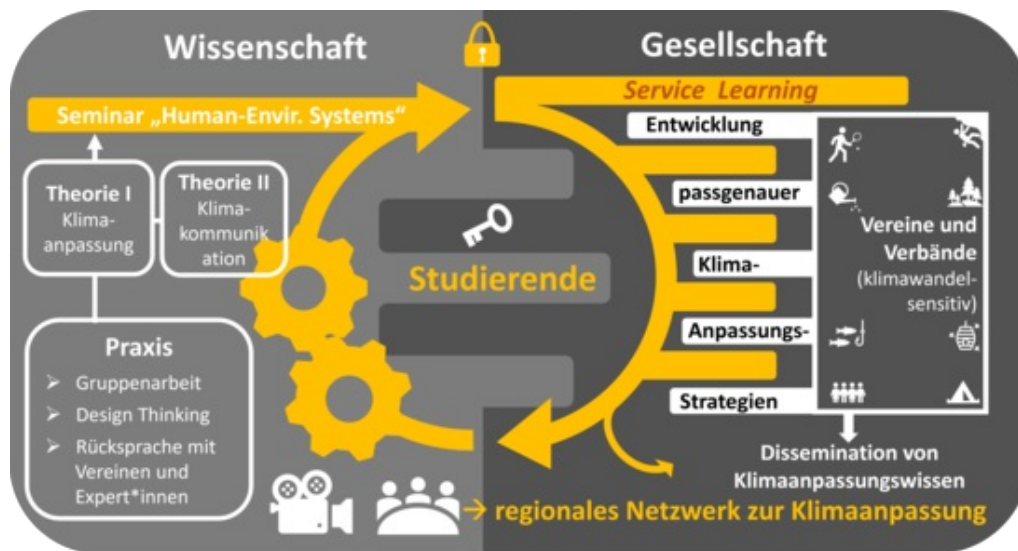 Wissenschaft
Gesellschaft
Service Learning
Seminar „Human-Envir. Systems“
Theorie I
Klima-
anpassung
Theorie II
Klima-
kommunik
ation
Praxis
Gruppenarbeit
Design Thinking
Rücksprache mit
Vereinen und
Expert*innen
Studierende
Entwicklung
passgenauer
Klima-
Anpassungs-
Strategien
Vereine und
Verbände
(klimawandel-
sensitiv)
Dissemination von
Klimaanpassungswissen
→ regionales Netzwerk zur Klimaanpassung